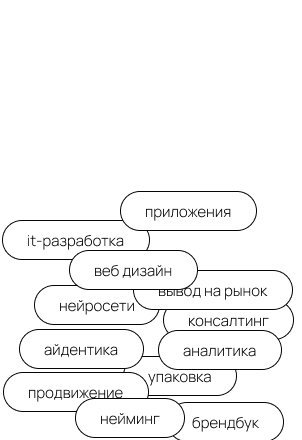 приложения
it-разработка
веб дизайн
вывод на рынок
нейросети
консалтинг
айдентика
аналитика
упаковка
продвижение
нейминг
брендбук